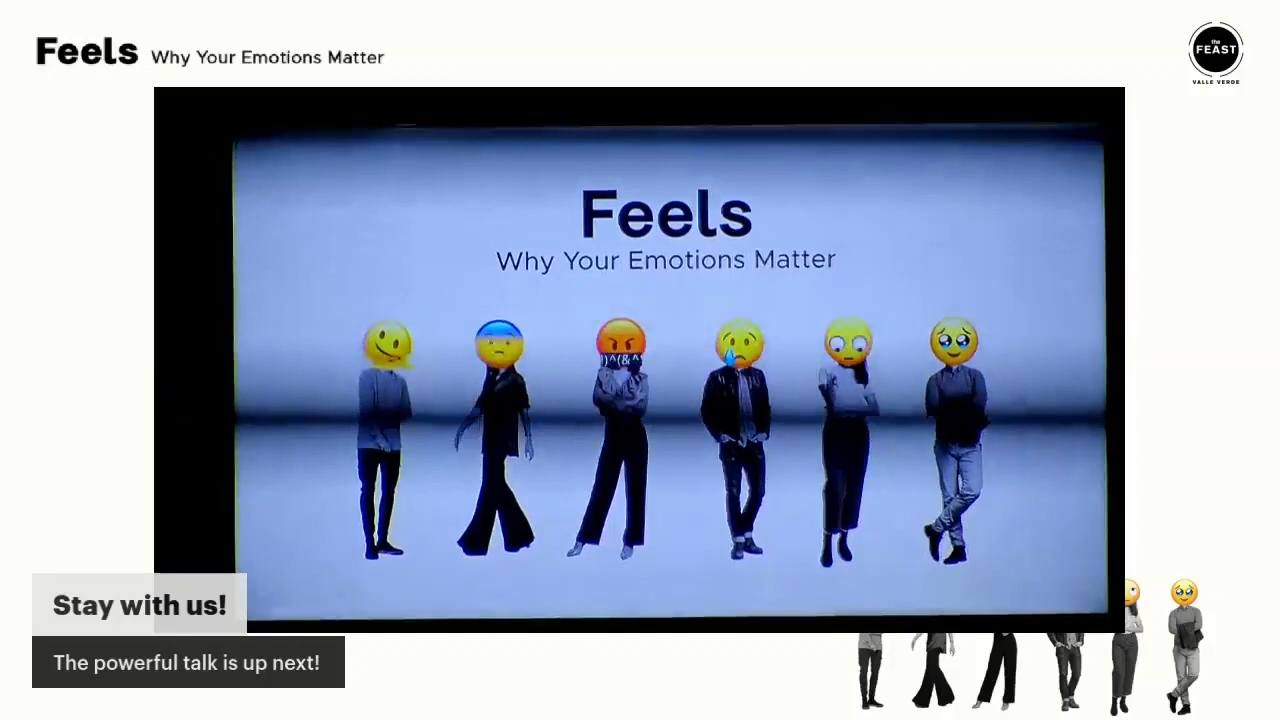 Feels Why Your Emotions Matter
the
FEAST
VALLE VERDE
Feels
Why Your Emotions Matter
Stay with us!
The powerful talk is up next!